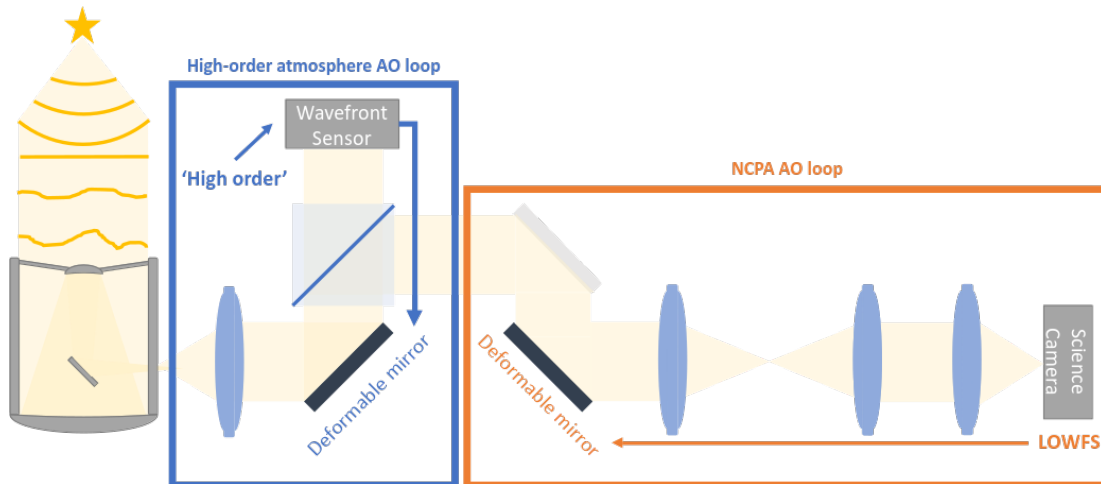 High-order atmosphere AO loop
Wavefront
Sensor
'High order'
Deformable mirror
NCPA AO loop
Deformable mirror
Science
Camera
LOWFS